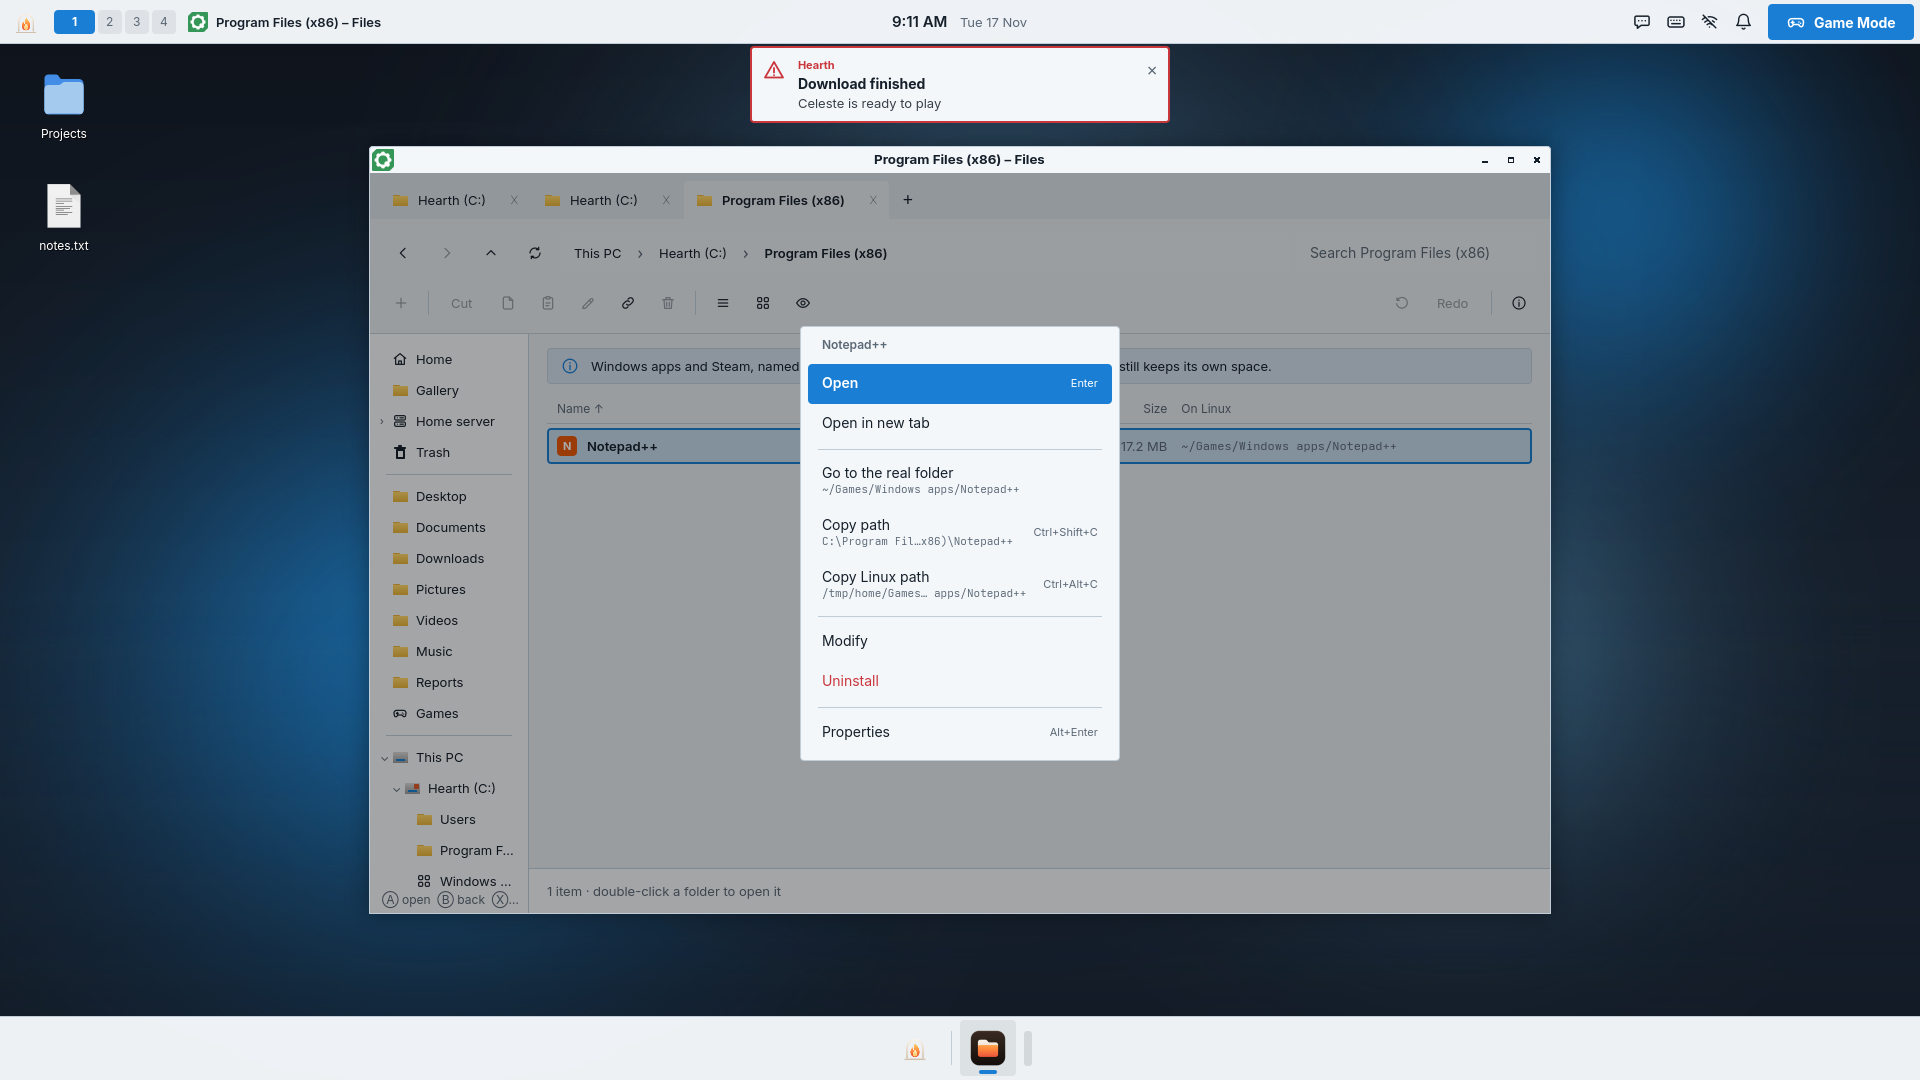 1 2 3 4 Program Files (x86) – Files 9:11 AM Tue 17 Nov Game Mode
Hearth
Download finished
Celeste is ready to play
Projects
notes.txt
Program Files (x86) – Files
Hearth (C:) Hearth (C:) Program Files (x86)
This PC Hearth (C:) Program Files (x86) Search Program Files (x86)
Cut Redo
Home
Gallery
Home server
Trash
Desktop
Documents
Downloads
Pictures
Videos
Music
Reports
Games
This PC
Hearth (C:)
Users
Program F...
Windows ...
A open B back X...
Windows apps and Steam, named still keeps its own space.
Name Size On Linux
N Notepad++ 17.2 MB ~/Games/Windows apps/Notepad++
Notepad++
Open Enter
Open in new tab
Go to the real folder
~/Games/Windows apps/Notepad++
Copy path Ctrl+Shift+C
C:\Program Fil…x86)\Notepad++
Copy Linux path Ctrl+Alt+C
/tmp/home/Games… apps/Notepad++
Modify
Uninstall
Properties Alt+Enter
1 item · double-click a folder to open it